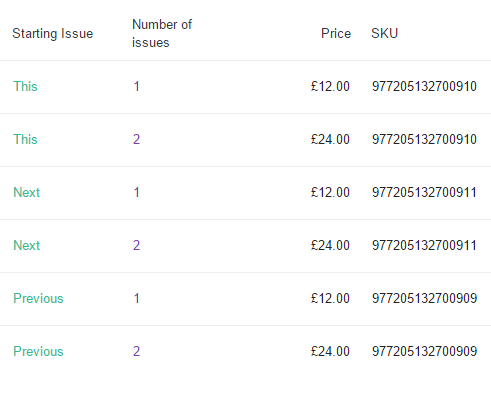 Starting Issue Number of issues Price SKU
This 1 £12.00 977205132700910
This 2 £24.00 977205132700910
Next 1 £12.00 977205132700911
Next 2 £24.00 977205132700911
Previous 1 £12.00 977205132700909
Previous 2 £24.00 977205132700909